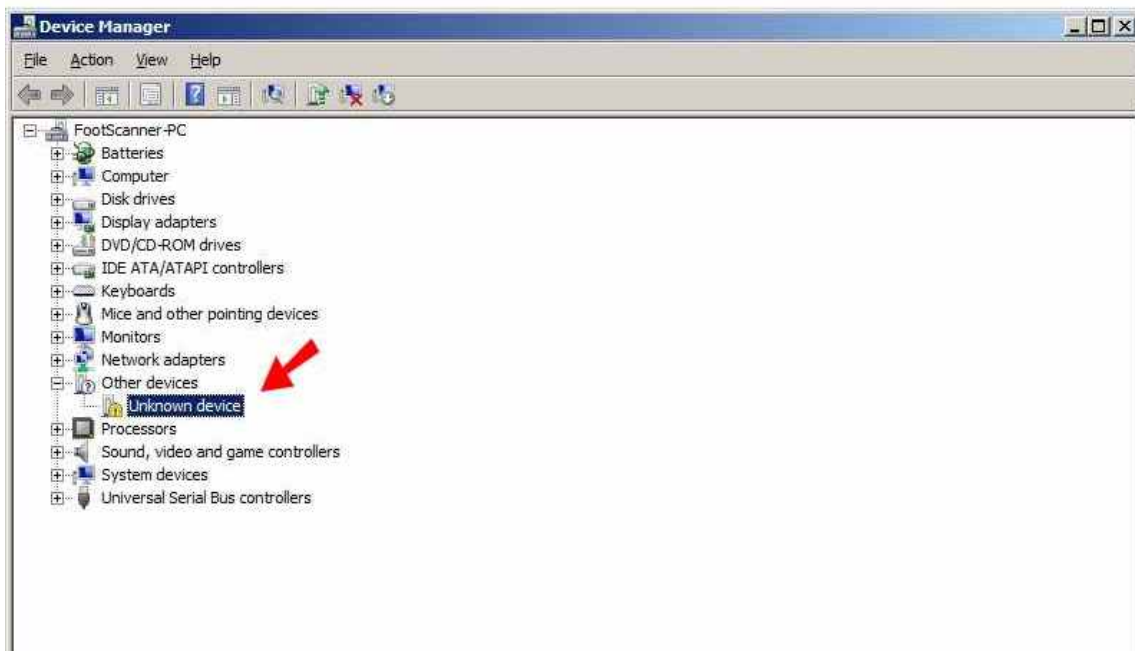 Device Manager
File Action View Help
FootScanner-PC
Batteries
Computer
Disk drives
Display adapters
DVD/CD-ROM drives
IDE ATA/ATAPI controllers
Keyboards
Mice and other pointing devices
Monitors
Network adapters
Other devices
Unknown device
Processors
Sound, video and game controllers
System devices
Universal Serial Bus controllers